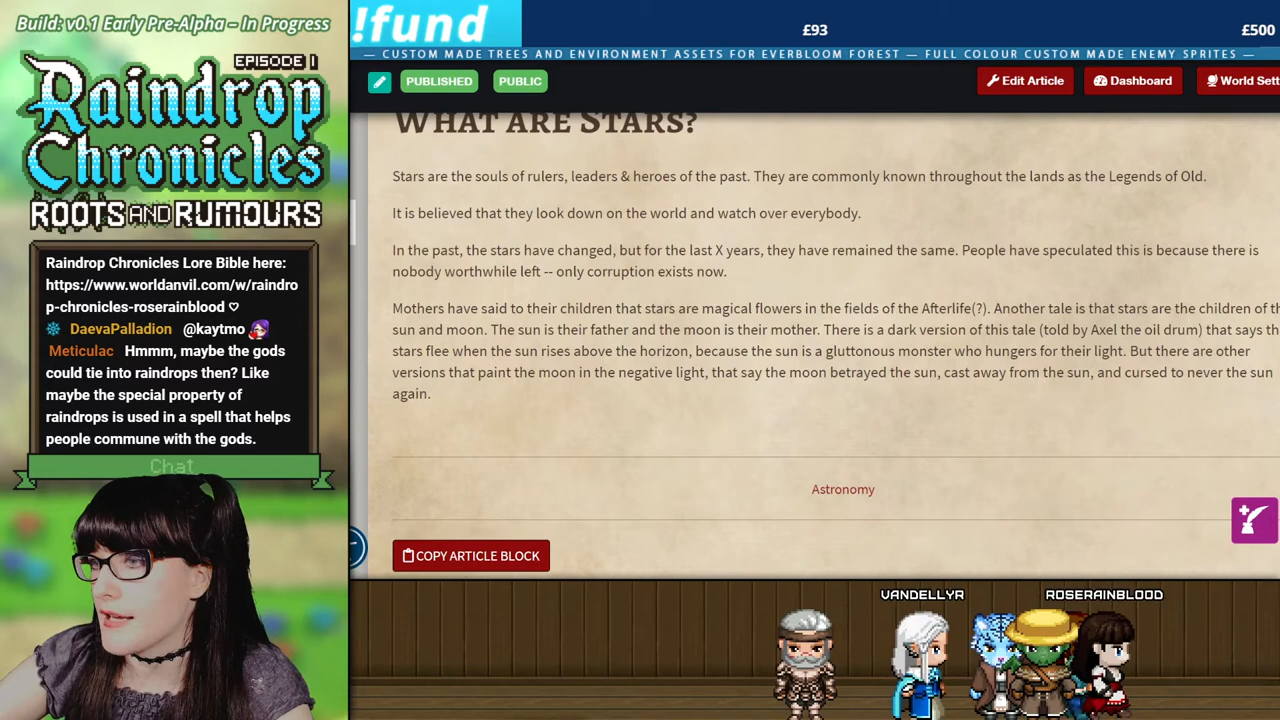 Build: v0.1 Early Pre-Alpha – In Progress
EPISODE I
Raindrop
Chronicles
ROOTS AND RUMOURS
Raindrop Chronicles Lore Bible here:
https://www.worldanvil.com/w/raindro
p-chronicles-roserainblood ♡
DaevaPalladion @kaytmo
Meticulac Hmmm, maybe the gods
could tie into raindrops then? Like
maybe the special property of
raindrops is used in a spell that helps
people commune with the gods.
Chat
!fund
£93
£500
— CUSTOM MADE TREES AND ENVIRONMENT ASSETS FOR EVERBLOOM FOREST — FULL COLOUR CUSTOM MADE ENEMY SPRITES —
PUBLISHED
PUBLIC
Edit Article
Dashboard
World Sett
WHAT ARE STARS?
Stars are the souls of rulers, leaders & heroes of the past. They are commonly known throughout the lands as the Legends of Old.
It is believed that they look down on the world and watch over everybody.
In the past, the stars have changed, but for the last X years, they have remained the same. People have speculated this is because there is
nobody worthwhile left -- only corruption exists now.
Mothers have said to their children that stars are magical flowers in the fields of the Afterlife(?). Another tale is that stars are the children of th
sun and moon. The sun is their father and the moon is their mother. There is a dark version of this tale (told by Axel the oil drum) that says th
stars flee when the sun rises above the horizon, because the sun is a gluttonous monster who hungers for their light. But there are other
versions that paint the moon in the negative light, that say the moon betrayed the sun, cast away from the sun, and cursed to never the sun
again.
Astronomy
COPY ARTICLE BLOCK
VANDELLYR
ROSERAINBLOOD